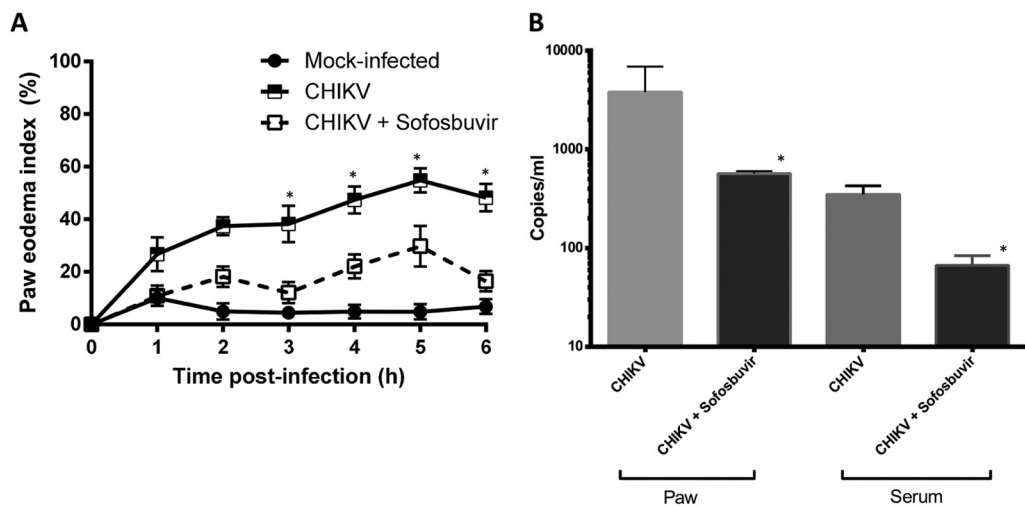 A
Paw eodema index (%)
100
80
60
40
20
0
Mock-infected
CHIKV
CHIKV + Sofosbuvir
*
*
*
*
0 1 2 3 4 5 6
Time post-infection (h)
B
Copies/ml
10000
1000
100
10
*
*
CHIKV
CHIKV + Sofosbuvir
CHIKV
CHIKV + Sofosbuvir
Paw
Serum